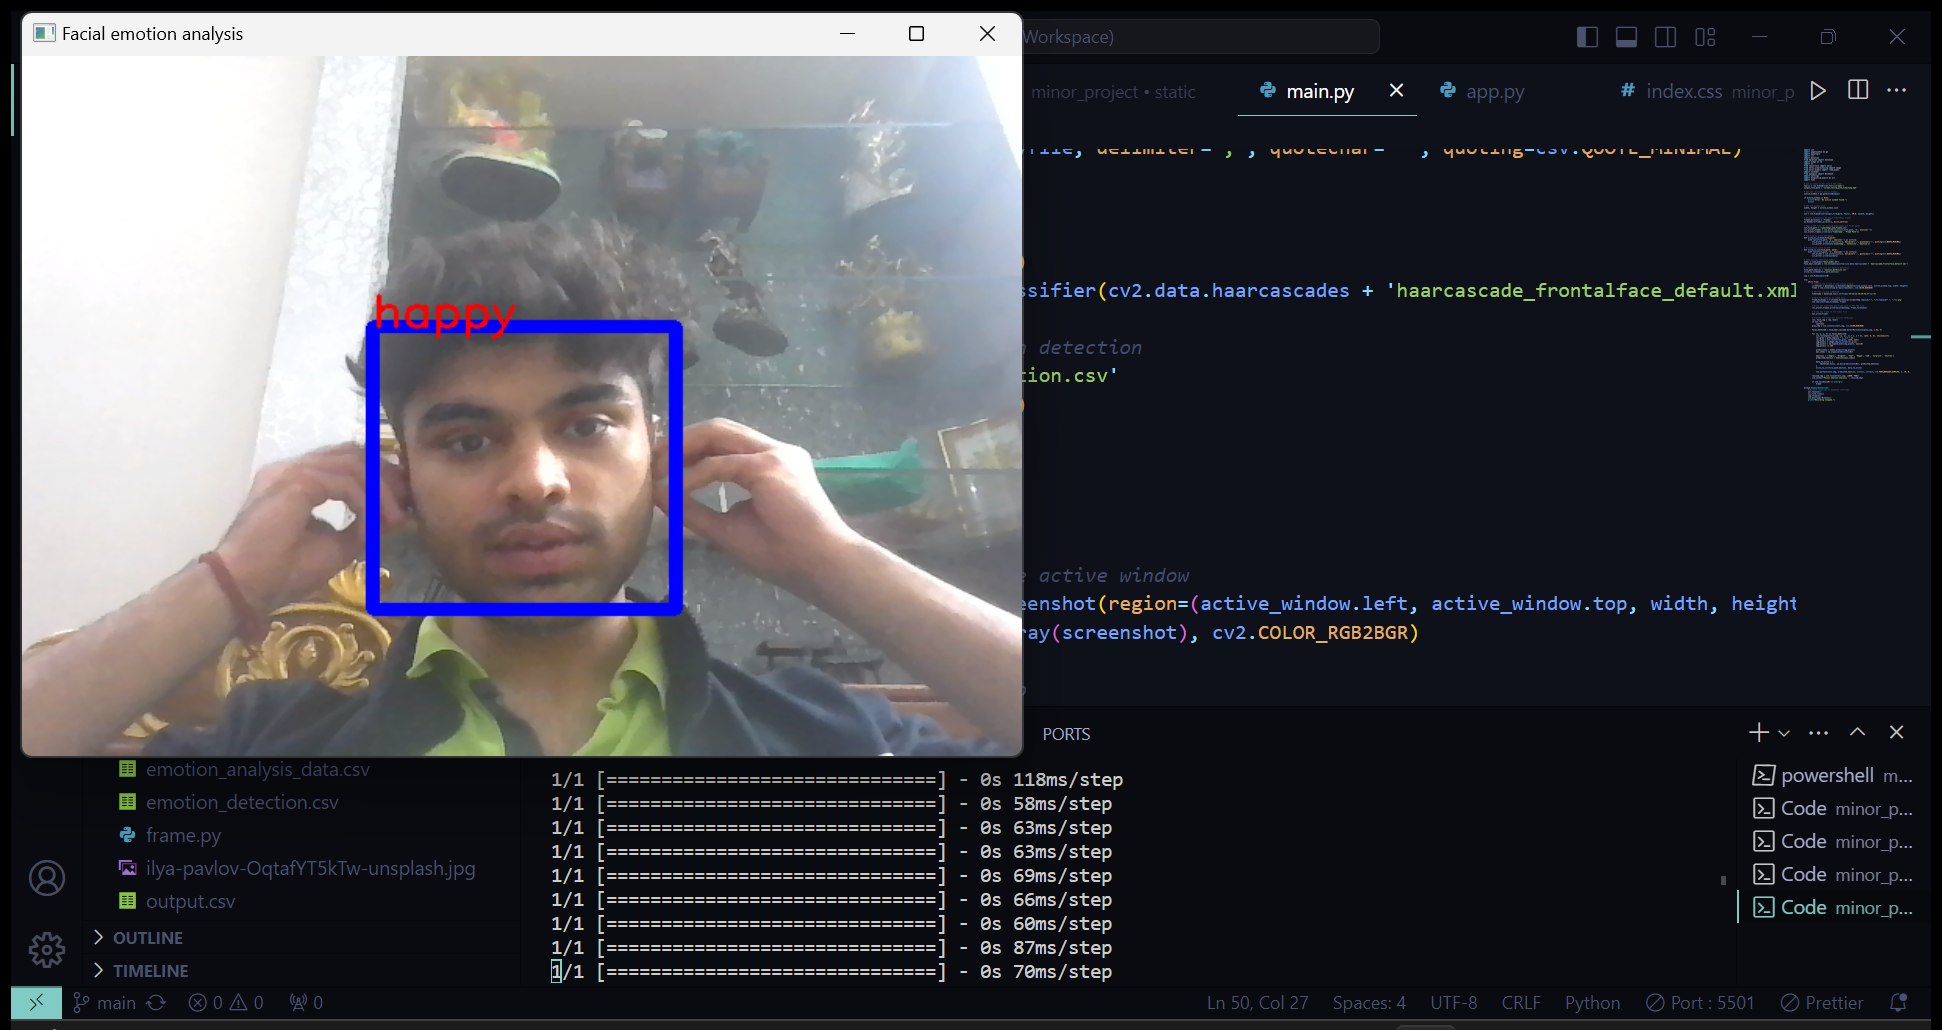 Facial emotion analysis
Workspace)
minor_project • static
main.py
app.py
# index.css minor_p
file, delimiter=',', quotechar='"', quoting=csv.QUOTE_MINIMAL)
happy
ssifier(cv2.data.haarcascades + 'haarcascade_frontalface_default.xml
detection
tion.csv'
)
active window
eenshot(region=(active_window.left, active_window.top, width, height
ray(screenshot), cv2.COLOR_RGB2BGR)
PORTS
emotion_analysis_data.csv
emotion_detection.csv
frame.py
ilya-pavlov-OqtafYT5kTw-unsplash.jpg
output.csv
OUTLINE
TIMELINE
1/1 [==============================] - 0s 118ms/step
1/1 [==============================] - 0s 58ms/step
1/1 [==============================] - 0s 63ms/step
1/1 [==============================] - 0s 63ms/step
1/1 [==============================] - 0s 69ms/step
1/1 [==============================] - 0s 66ms/step
1/1 [==============================] - 0s 60ms/step
1/1 [==============================] - 0s 87ms/step
1/1 [==============================] - 0s 70ms/step
powershell m...
Code minor_p...
Code minor_p...
Code minor_p...
Code minor_p...
main 0 0 0 Ln 50, Col 27 Spaces: 4 UTF-8 CRLF Python Port : 5501 Prettier